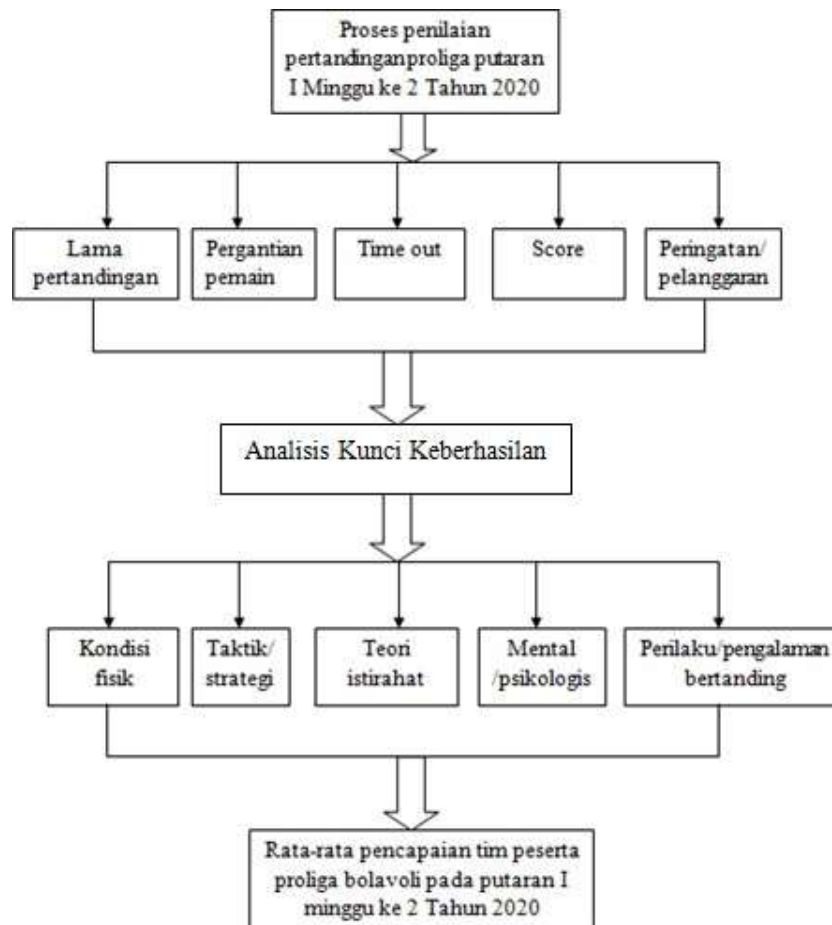 Proses penilaian
pertandinganproliga putaran
I Minggu ke 2 Tahun 2020
Lama
pertandingan
Pergantian
pemain
Time out
Score
Peringatan/
pelanggaran
Analisis Kunci Keberhasilan
Kondisi
fisik
Taktik/
strategi
Teori
istirahat
Mental
/psikologis
Perilaku/pengalaman
bertanding
Rata-rata pencapaian tim peserta
proliga bolavoli pada putaran I
minggu ke 2 Tahun 2020